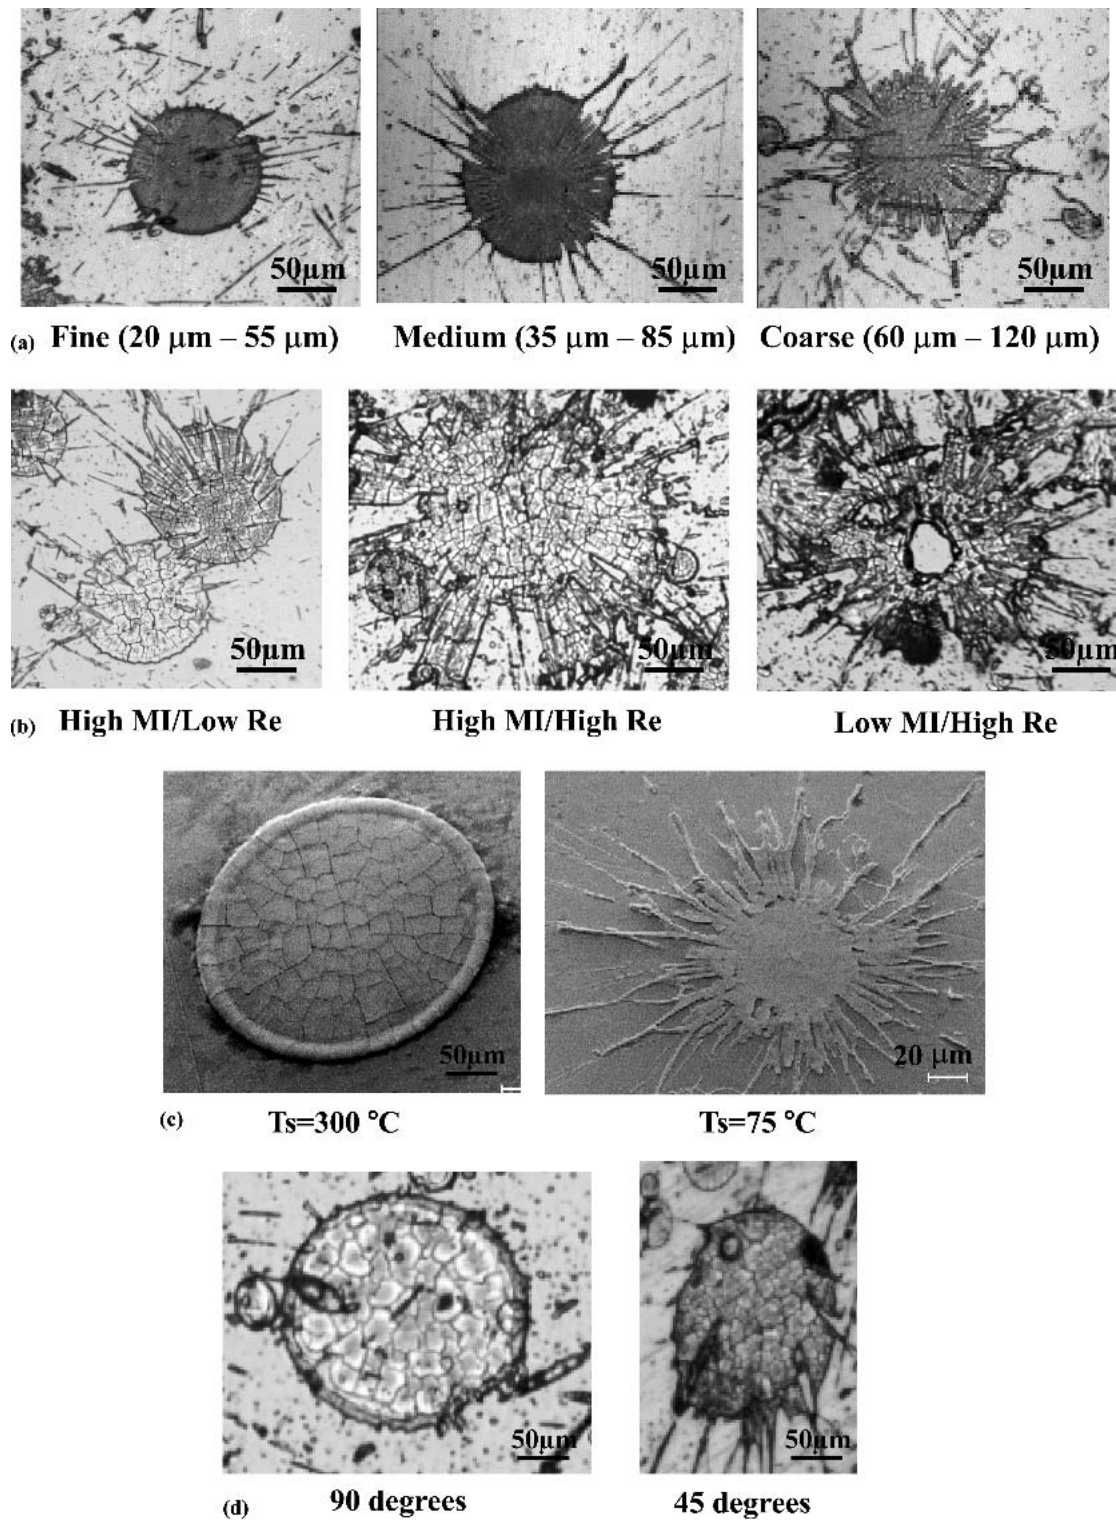 50μm 50μm 50μm
(a) Fine (20 μm – 55 μm) Medium (35 μm – 85 μm) Coarse (60 μm – 120 μm)
50μm 50μm 50μm
(b) High MI/Low Re High MI/High Re Low MI/High Re
50μm 20 μm
(c) Ts=300 °C Ts=75 °C
50μm 50μm
(d) 90 degrees 45 degrees